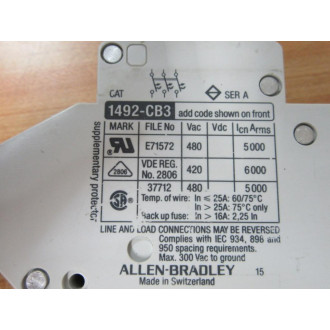 CAT SER A
1492-CB3 add code shown on front
supplementary protector
MARK FILE No Vac Vdc Icn Arms
E71572 480 5000
2806 VDE REG. No. 2806 420 6000
37712 480 5000
Temp. of wire: In ≤ 25A: 60/75°C
In > 25A: 75°C only
Back up fuse: In > 16A: 2,25 In
LINE AND LOAD CONNECTIONS MAY BE REVERSED
Complies with IEC 934, 898 and
950 spacing requirements.
Max. 300 Vac to ground
ALLEN-BRADLEY 15
Made in Switzerland